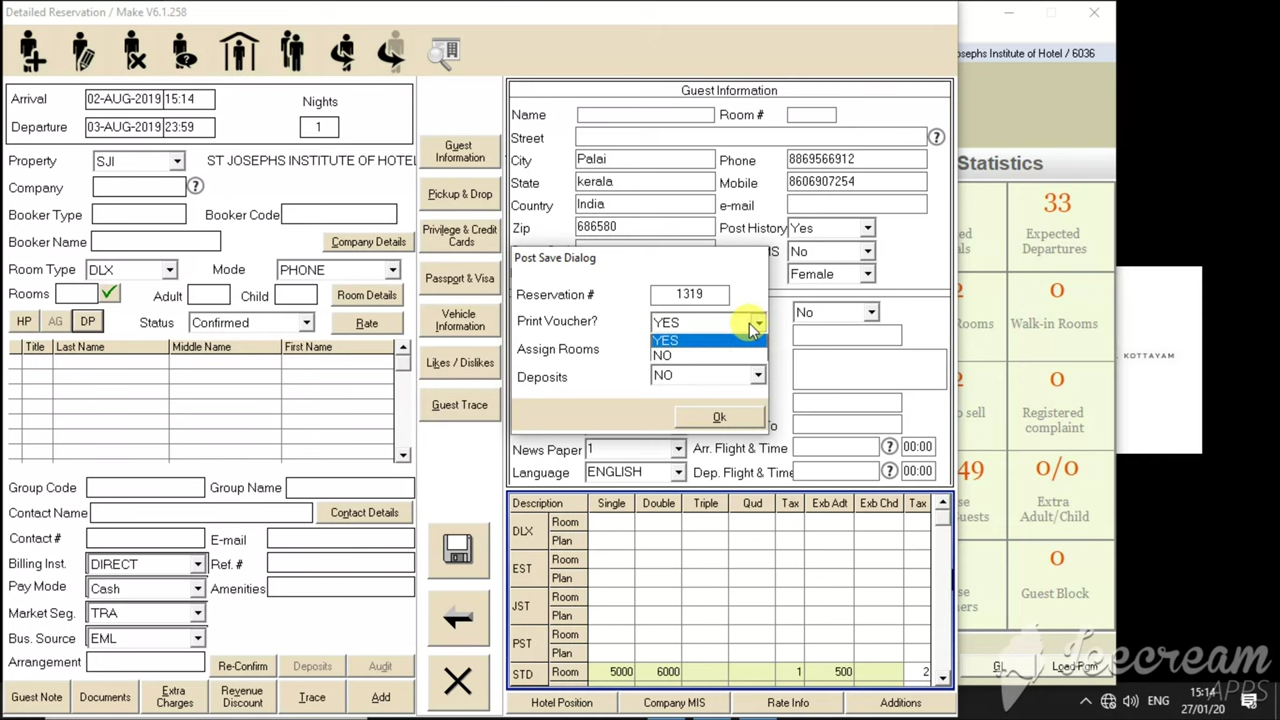 Detailed Reservation / Make V6.1.258
osephs Institute of Hotel / 6036
Arrival 02-AUG-2019 15:14 Nights
Departure 03-AUG-2019 23:59 1
Property SJI ST JOSEPHS INSTITUTE OF HOTEL
Company ?
Booker Type Booker Code
Booker Name Company Details
Room Type DLX Mode PHONE
Rooms Adult Child Room Details
HP AG DP Status Confirmed Rate
Title Last Name Middle Name First Name
Group Code Group Name
Contact Name Contact Details
Contact # E-mail
Billing Inst. DIRECT Ref. #
Pay Mode Cash Amenities
Market Seg. TRA
Bus. Source EML
Arrangement Re-Confirm Deposits Audit
Guest Note Documents Extra Charges Revenue Discount Trace Add
Guest Information
Pickup & Drop
Privilege & Credit Cards
Passport & Visa
Vehicle Information
Likes / Dislikes
Guest Trace
Guest Information
Name Room #
Street ?
City Palai Phone 8869566912
State kerala Mobile 8606907254
Country India e-mail
Zip 686580 Post History Yes
No
Female
Post Save Dialog
Reservation # 1319
Print Voucher? YES
YES
NO
Assign Rooms
Deposits NO
Ok
No
News Paper 1 Arr. Flight & Time ? 00:00
Language ENGLISH Dep. Flight & Time ? 00:00
Description Single Double Triple Qud Tax Exb Adt Exb Chd Tax
DLX Room
Plan
EST Room
Plan
JST Room
Plan
PST Room
Plan
STD Room 5000 6000 1 500 2
Hotel Position Company MIS Rate Info Additions
Statistics
33
Expected Departures
0
Walk-in Rooms
0
Registered complaint
49 0/0
Extra Adult/Child
0
Guest Block
. KOTTAYAM
Load Pgm
Icecream
APPS
ENG
15:14
27/01/20